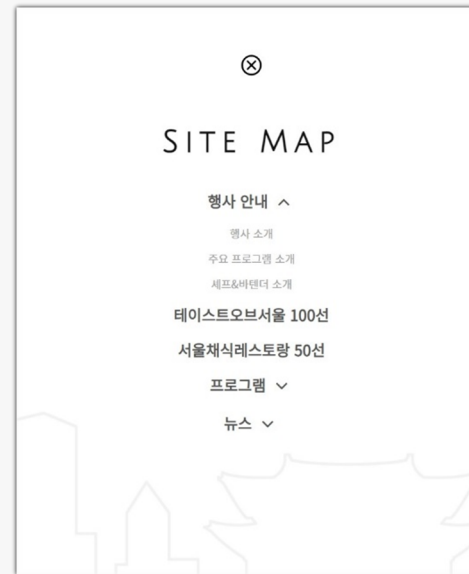 SITE MAP
행사 안내
행사 소개
주요 프로그램 소개
셰프&바텐더 소개
테이스트오브서울 100선
서울채식레스토랑 50선
프로그램
뉴스